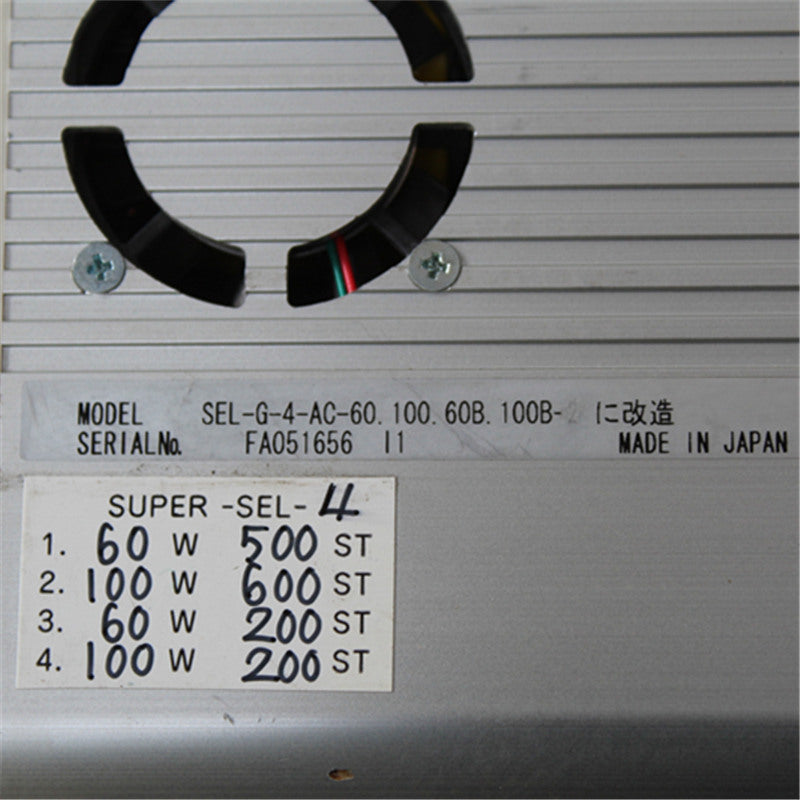 MODEL SEL-G-4-AC-60.100.60B.100B-2 に改造
SERIALNo. FA051656 I1 MADE IN JAPAN
SUPER -SEL- 4
1. 60 W 500 ST
2. 100 W 600 ST
3. 60 W 200 ST
4. 100 W 200 ST